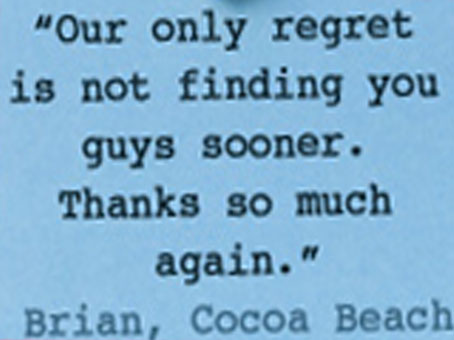 “Our only regret
is not finding you
guys sooner.
Thanks so much
again.”
Brian, Cocoa Beach